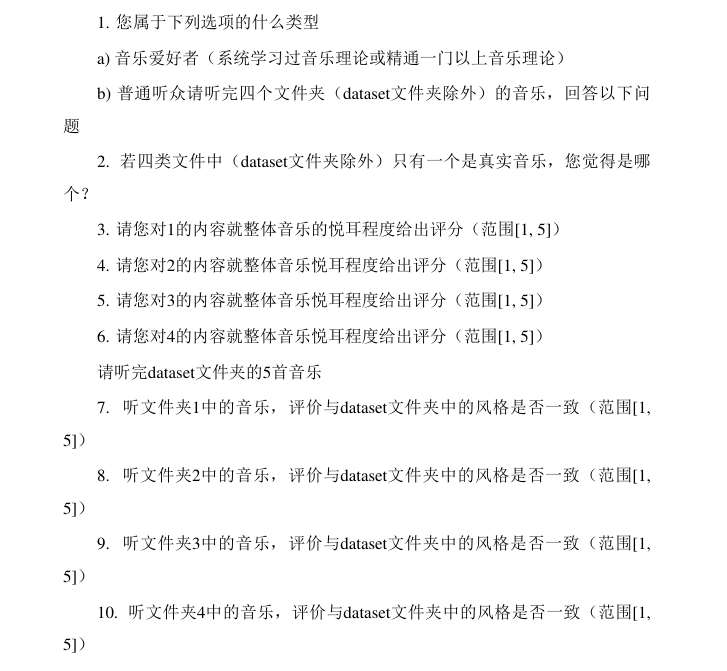 1. 您属于下列选项的什么类型
a) 音乐爱好者（系统学习过音乐理论或精通一门以上音乐理论）
b) 普通听众请听完四个文件夹（dataset文件夹除外）的音乐，回答以下问
题
2. 若四类文件中（dataset文件夹除外）只有一个是真实音乐，您觉得是哪
个？
3. 请您对1的内容就整体音乐的悦耳程度给出评分（范围[1, 5]）
4. 请您对2的内容就整体音乐悦耳程度给出评分（范围[1, 5]）
5. 请您对3的内容就整体音乐悦耳程度给出评分（范围[1, 5]）
6. 请您对4的内容就整体音乐悦耳程度给出评分（范围[1, 5]）
请听完dataset文件夹的5首音乐
7. 听文件夹1中的音乐，评价与dataset文件夹中的风格是否一致（范围[1,
5]）
8. 听文件夹2中的音乐，评价与dataset文件夹中的风格是否一致（范围[1,
5]）
9. 听文件夹3中的音乐，评价与dataset文件夹中的风格是否一致（范围[1,
5]）
10. 听文件夹4中的音乐，评价与dataset文件夹中的风格是否一致（范围[1,
5]）